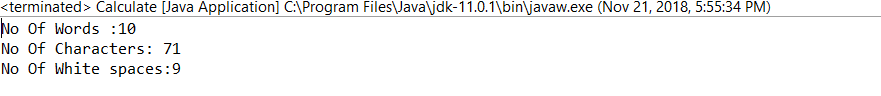 <terminated> Calculate [Java Application] C:\Program Files\Java\jdk-11.0.1\bin\javaw.exe (Nov 21, 2018, 5:55:34 PM)
No Of Words :10
No Of Characters: 71
No Of White spaces:9